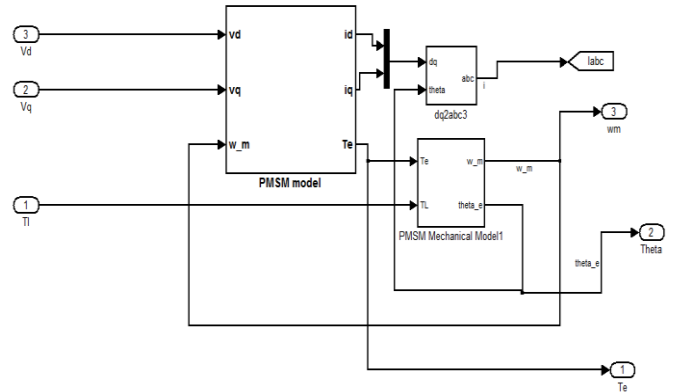 3
Vd
2
Vq
1
Tl
vd
vq
w_m
id
iq
Te
PMSM model
dq
theta
abc
dq2abc3
i
Iabc
3
wm
Te
TL
w_m
theta_e
PMSM Mechanical Model1
w_m
theta_e
2
Theta
1
Te